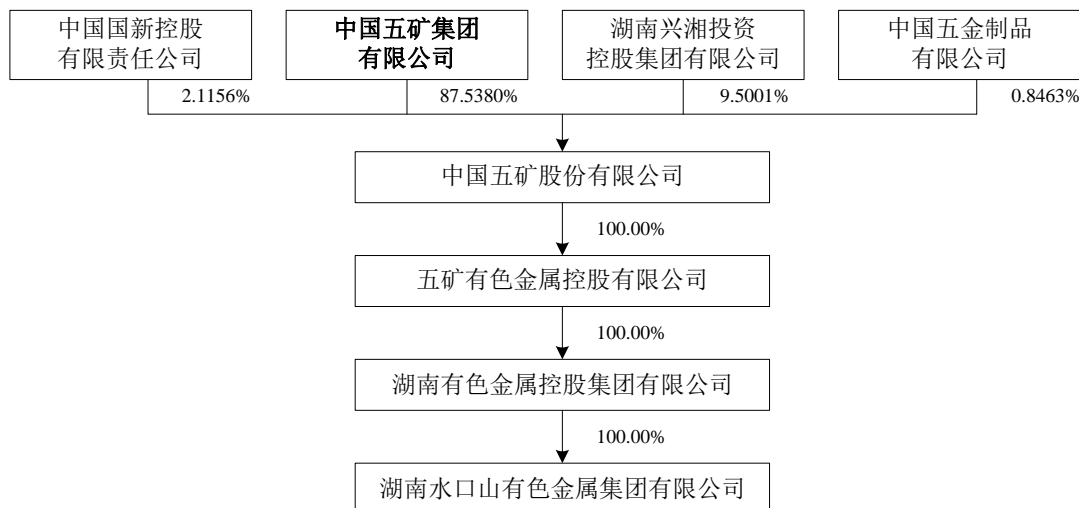 中国国新控股
有限责任公司
中国五矿集团
有限公司
湖南兴湘投资
控股集团有限公司
中国五金制品
有限公司
2.1156%
87.5380%
9.5001%
0.8463%
中国五矿股份有限公司
100.00%
五矿有色金属控股有限公司
100.00%
湖南有色金属控股集团有限公司
100.00%
湖南水口山有色金属集团有限公司